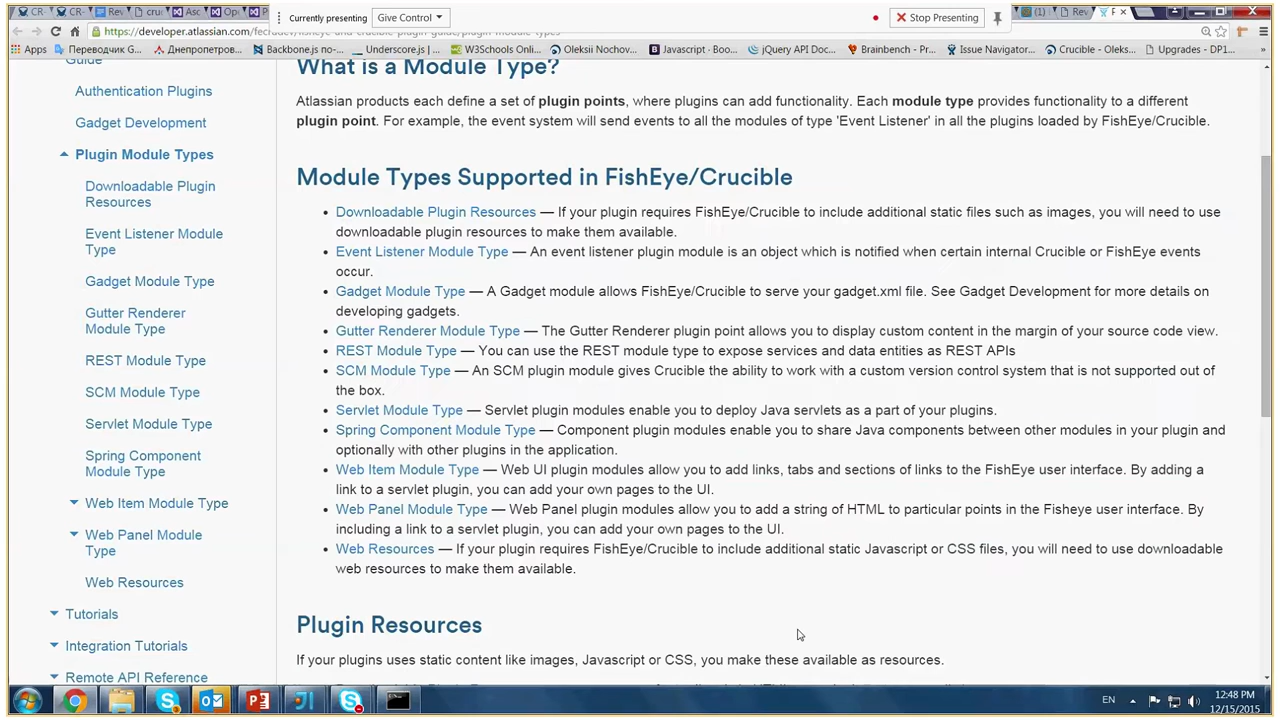 Currently presenting
Give Control
Stop Presenting
CR-
CR-
Rev
cruc
Asc
Op
P
(1)
Rev
F
https://developer.atlassian.com/fecrudev/fisheye-and-crucible-plugin-guide/plugin-module-types
Apps
Переводчик G...
Днепропетров...
Backbone.js по-...
Underscore.js |...
W3Schools Onli...
Oleksii Nochov...
Javascript · Boo...
jQuery API Doc...
Brainbench · Pro...
Issue Navigator...
Crucible - Oleks...
Upgrades - DP1...
Guide
Authentication Plugins
Gadget Development
Plugin Module Types
Downloadable Plugin
Resources
Event Listener Module
Type
Gadget Module Type
Gutter Renderer
Module Type
REST Module Type
SCM Module Type
Servlet Module Type
Spring Component
Module Type
Web Item Module Type
Web Panel Module
Type
Web Resources
Tutorials
Integration Tutorials
Remote API Reference
What is a Module Type?
Atlassian products each define a set of plugin points, where plugins can add functionality. Each module type provides functionality to a different
plugin point. For example, the event system will send events to all the modules of type 'Event Listener' in all the plugins loaded by FishEye/Crucible.
Module Types Supported in FishEye/Crucible
• Downloadable Plugin Resources — If your plugin requires FishEye/Crucible to include additional static files such as images, you will need to use
downloadable plugin resources to make them available.
• Event Listener Module Type — An event listener plugin module is an object which is notified when certain internal Crucible or FishEye events
occur.
• Gadget Module Type — A Gadget module allows FishEye/Crucible to serve your gadget.xml file. See Gadget Development for more details on
developing gadgets.
• Gutter Renderer Module Type — The Gutter Renderer plugin point allows you to display custom content in the margin of your source code view.
• REST Module Type — You can use the REST module type to expose services and data entities as REST APIs
• SCM Module Type — An SCM plugin module gives Crucible the ability to work with a custom version control system that is not supported out of
the box.
• Servlet Module Type — Servlet plugin modules enable you to deploy Java servlets as a part of your plugins.
• Spring Component Module Type — Component plugin modules enable you to share Java components between other modules in your plugin and
optionally with other plugins in the application.
• Web Item Module Type — Web UI plugin modules allow you to add links, tabs and sections of links to the FishEye user interface. By adding a
link to a servlet plugin, you can add your own pages to the UI.
• Web Panel Module Type — Web Panel plugin modules allow you to add a string of HTML to particular points in the Fisheye user interface. By
including a link to a servlet plugin, you can add your own pages to the UI.
• Web Resources — If your plugin requires FishEye/Crucible to include additional static Javascript or CSS files, you will need to use downloadable
web resources to make them available.
Plugin Resources
If your plugins uses static content like images, Javascript or CSS, you make these available as resources.
EN
12:48 PM
12/15/2015